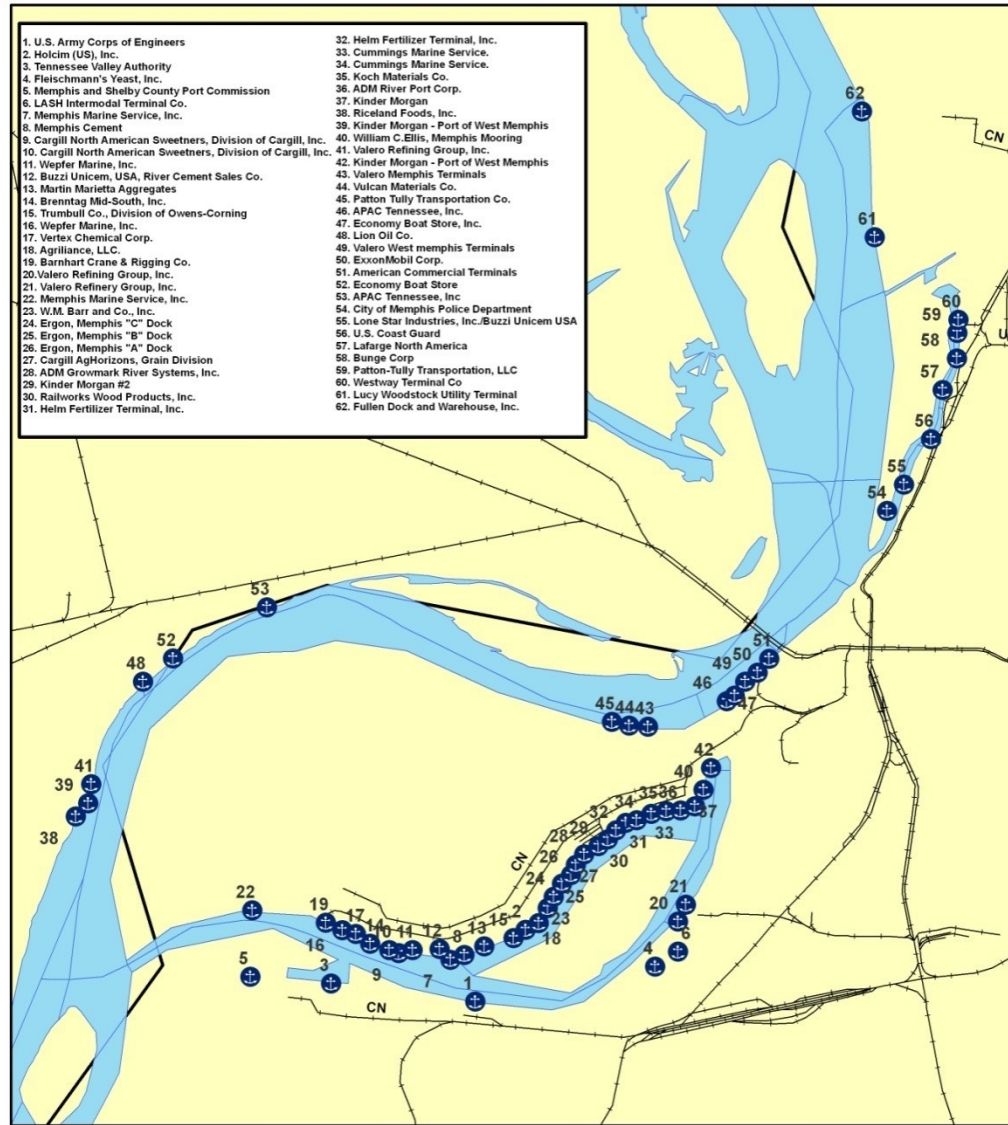 1. U.S. Army Corps of Engineers
2. Holcim (US), Inc.
3. Tennessee Valley Authority
4. Fleischmann's Yeast, Inc.
5. Memphis and Shelby County Port Commission
6. LASH Intermodal Terminal Co.
7. Memphis Marine Service, Inc.
8. Memphis Cement
9. Cargill North American Sweetners, Division of Cargill, Inc.
10. Cargill North American Sweetners, Division of Cargill, Inc.
11. Wepfer Marine, Inc.
12. Buzzi Unicem, USA, River Cement Sales Co.
13. Martin Marietta Aggregates
14. Brenntag Mid-South, Inc.
15. Trumbull Co., Division of Owens-Corning
16. Wepfer Marine, Inc.
17. Vertex Chemical Corp.
18. Agriliance, LLC.
19. Barnhart Crane & Rigging Co.
20.Valero Refining Group, Inc.
21. Valero Refinery Group, Inc.
22. Memphis Marine Service, Inc.
23. W.M. Barr and Co., Inc.
24. Ergon, Memphis "C" Dock
25. Ergon, Memphis "B" Dock
26. Ergon, Memphis "A" Dock
27. Cargill AgHorizons, Grain Division
28. ADM Growmark River Systems, Inc.
29. Kinder Morgan #2
30. Railworks Wood Products, Inc.
31. Helm Fertilizer Terminal, Inc.
32. Helm Fertilizer Terminal, Inc.
33. Cummings Marine Service.
34. Cummings Marine Service.
35. Koch Materials Co.
36. ADM River Port Corp.
37. Kinder Morgan
38. Riceland Foods, Inc.
39. Kinder Morgan - Port of West Memphis
40. William C.Ellis, Memphis Mooring
41. Valero Refining Group, Inc.
42. Kinder Morgan - Port of West Memphis
43. Valero Memphis Terminals
44. Vulcan Materials Co.
45. Patton Tully Transportation Co.
46. APAC Tennessee, Inc.
47. Economy Boat Store, Inc.
48. Lion Oil Co.
49. Valero West memphis Terminals
50. ExxonMobil Corp.
51. American Commercial Terminals
52. Economy Boat Store
53. APAC Tennessee, Inc
54. City of Memphis Police Department
55. Lone Star Industries, Inc./Buzzi Unicem USA
56. U.S. Coast Guard
57. Lafarge North America
58. Bunge Corp
59. Patton-Tully Transportation, LLC
60. Westway Terminal Co
61. Lucy Woodstock Utility Terminal
62. Fullen Dock and Warehouse, Inc.
62
CN
61
60
59
U
58
57
56
55
54
53
52
51
50
49
48
46
47
45
44
43
42
41
40
39
38
35
36
37
32
34
33
29
31
28
30
26
CN
27
24
25
22
21
20
19
23
17
2
15
18
14
10
11
12
13
16
8
6
4
5
3
9
7
1
CN